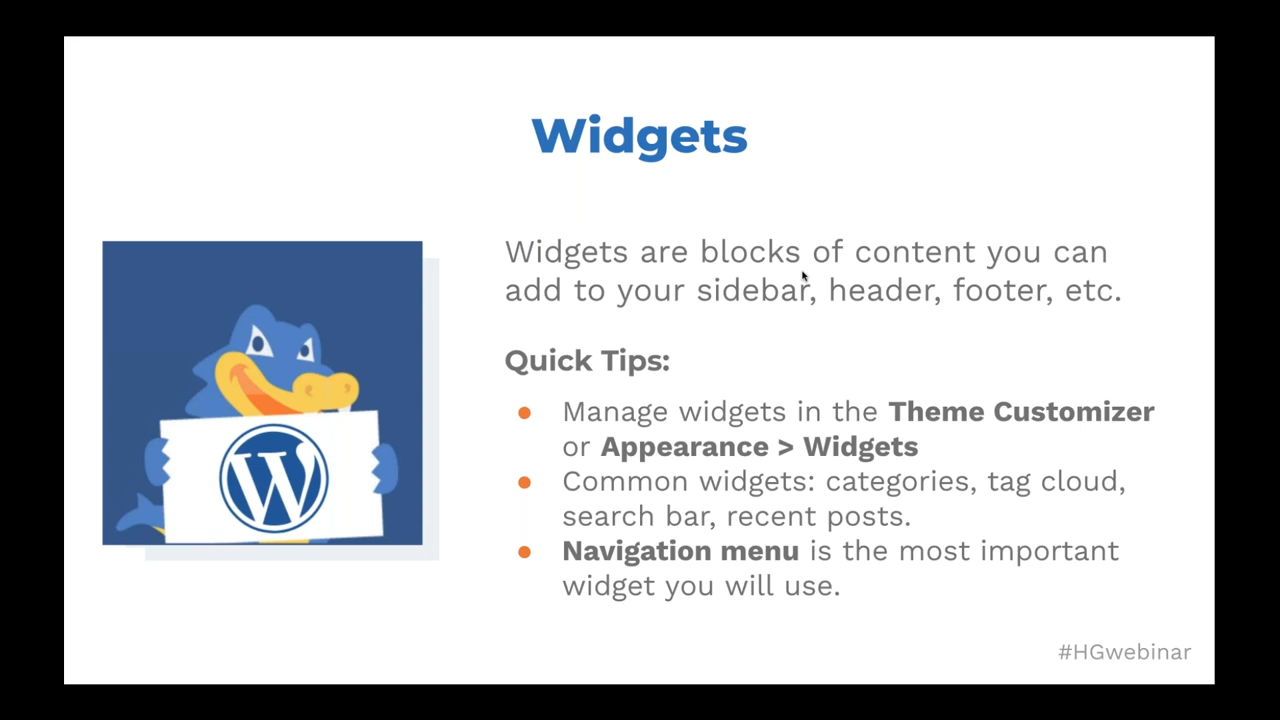 Widgets
Widgets are blocks of content you can
add to your sidebar, header, footer, etc.
Quick Tips:
● Manage widgets in the Theme Customizer
or Appearance > Widgets
● Common widgets: categories, tag cloud,
search bar, recent posts.
● Navigation menu is the most important
widget you will use.
W
#HGwebinar